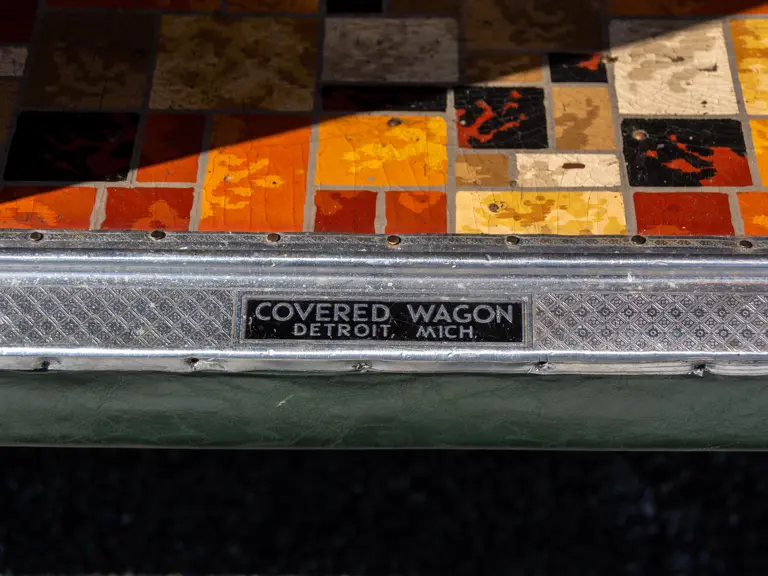 COVERED WAGON
DETROIT, MICH.